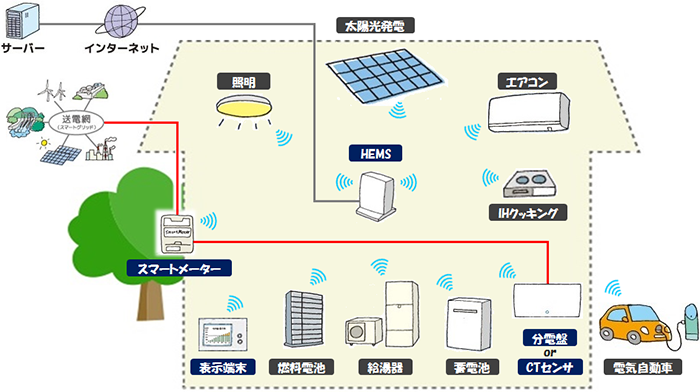 太陽光発電
サーバー
インターネット
照明
エアコン
送電網
(スマートグリッド)
HEMS
IHクッキング
スマートメーター
表示端末
燃料電池
給湯器
蓄電池
分電盤
or
CTセンサ
電気自動車